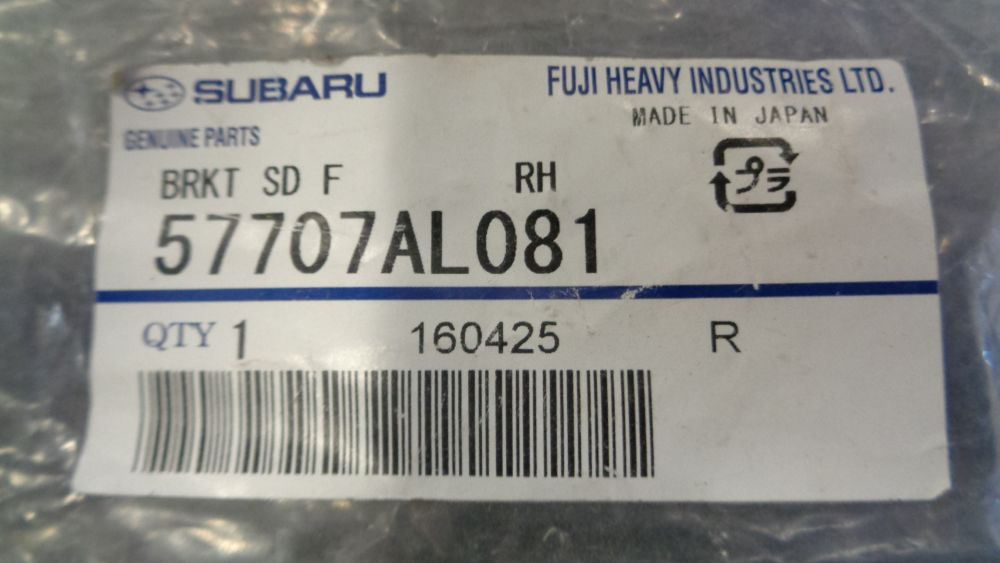 SUBARU
FUJI HEAVY INDUSTRIES LTD.
MADE IN JAPAN
GENUINE PARTS
プラ
BRKT SD F RH
57707AL081
QTY 1 160425 R